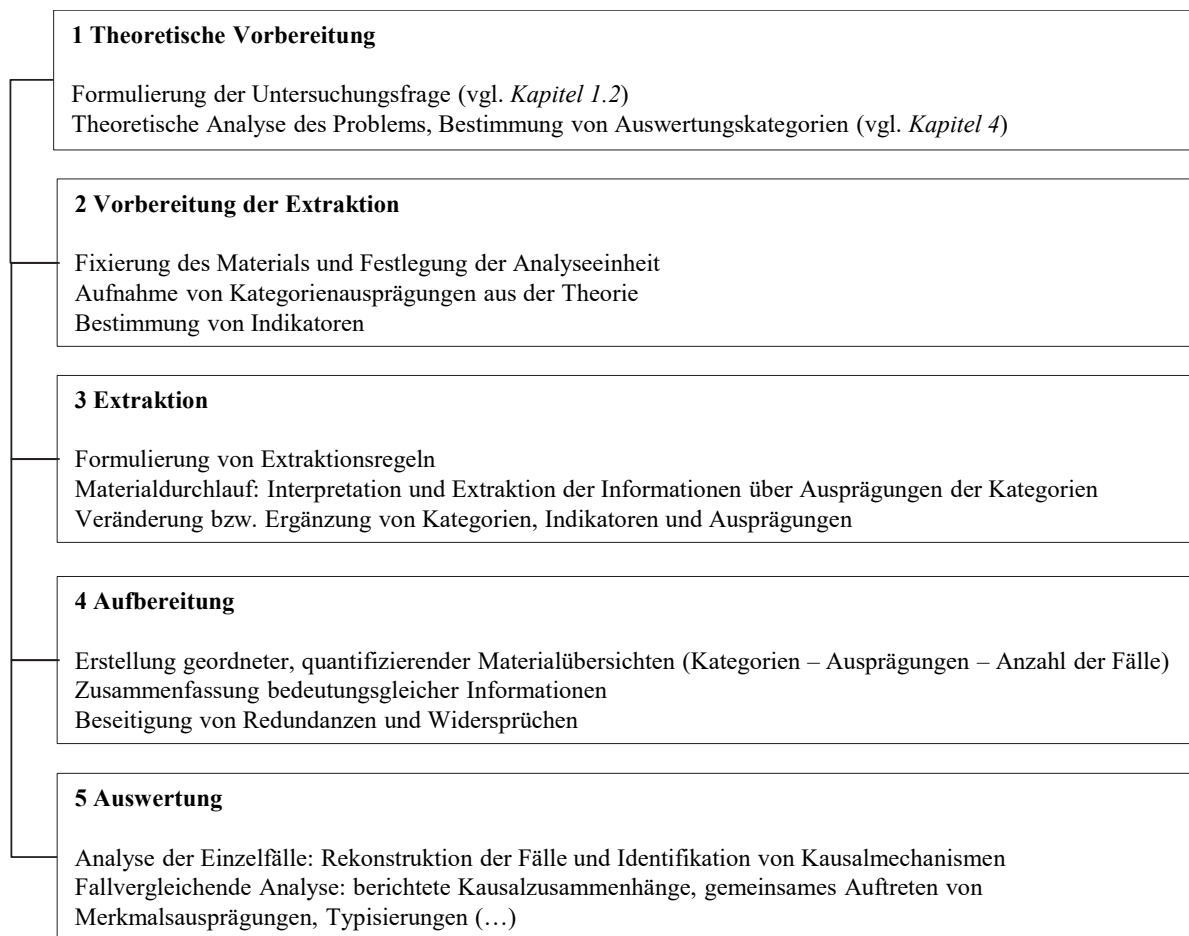 1 Theoretische Vorbereitung
Formulierung der Untersuchungsfrage (vgl. Kapitel 1.2)
Theoretische Analyse des Problems, Bestimmung von Auswertungskategorien (vgl. Kapitel 4)
2 Vorbereitung der Extraktion
Fixierung des Materials und Festlegung der Analyseeinheit
Aufnahme von Kategorienausprägungen aus der Theorie
Bestimmung von Indikatoren
3 Extraktion
Formulierung von Extraktionsregeln
Materialdurchlauf: Interpretation und Extraktion der Informationen über Ausprägungen der Kategorien
Veränderung bzw. Ergänzung von Kategorien, Indikatoren und Ausprägungen
4 Aufbereitung
Erstellung geordneter, quantifizierender Materialübersichten (Kategorien – Ausprägungen – Anzahl der Fälle)
Zusammenfassung bedeutungsgleicher Informationen
Beseitigung von Redundanzen und Widersprüchen
5 Auswertung
Analyse der Einzelfälle: Rekonstruktion der Fälle und Identifikation von Kausalmechanismen
Fallvergleichende Analyse: berichtete Kausalzusammenhänge, gemeinsames Auftreten von
Merkmalsausprägungen, Typisierungen (…)